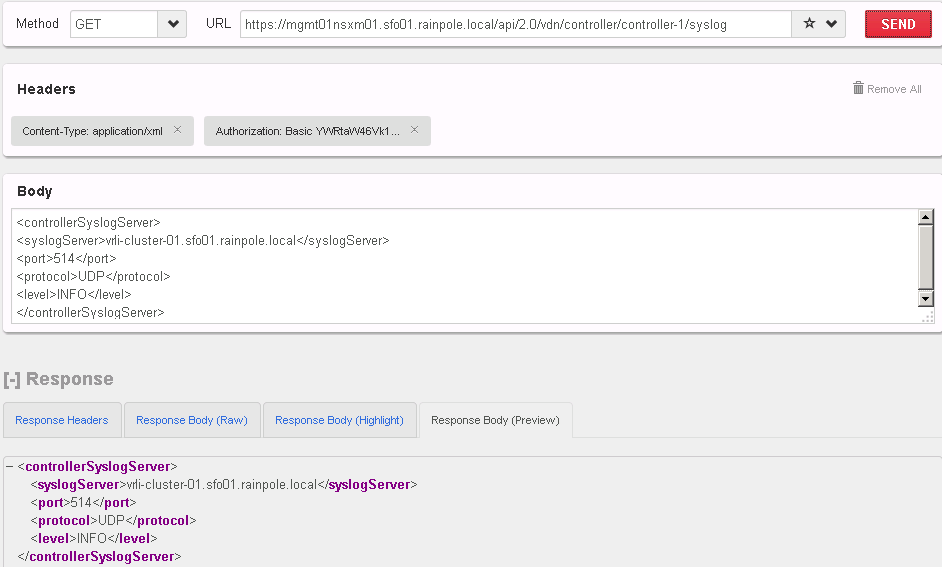 Method GET URL https://mgmt01nsxm01.sfo01.rainpole.local/api/2.0/vdn/controller/controller-1/syslog SEND
Headers Remove All
Content-Type: application/xml Authorization: Basic YWRtaW46Vk1...
Body
<controllerSyslogServer>
<syslogServer>vrli-cluster-01.sfo01.rainpole.local</syslogServer>
<port>514</port>
<protocol>UDP</protocol>
<level>INFO</level>
</controllerSyslogServer>
[-] Response
Response Headers Response Body (Raw) Response Body (Highlight) Response Body (Preview)
− <controllerSyslogServer>
<syslogServer>vrli-cluster-01.sfo01.rainpole.local</syslogServer>
<port>514</port>
<protocol>UDP</protocol>
<level>INFO</level>
</controllerSyslogServer>